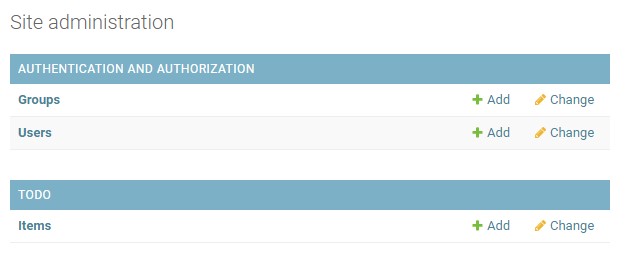 Site administration
AUTHENTICATION AND AUTHORIZATION
Groups Add Change
Users Add Change
TODO
Items Add Change